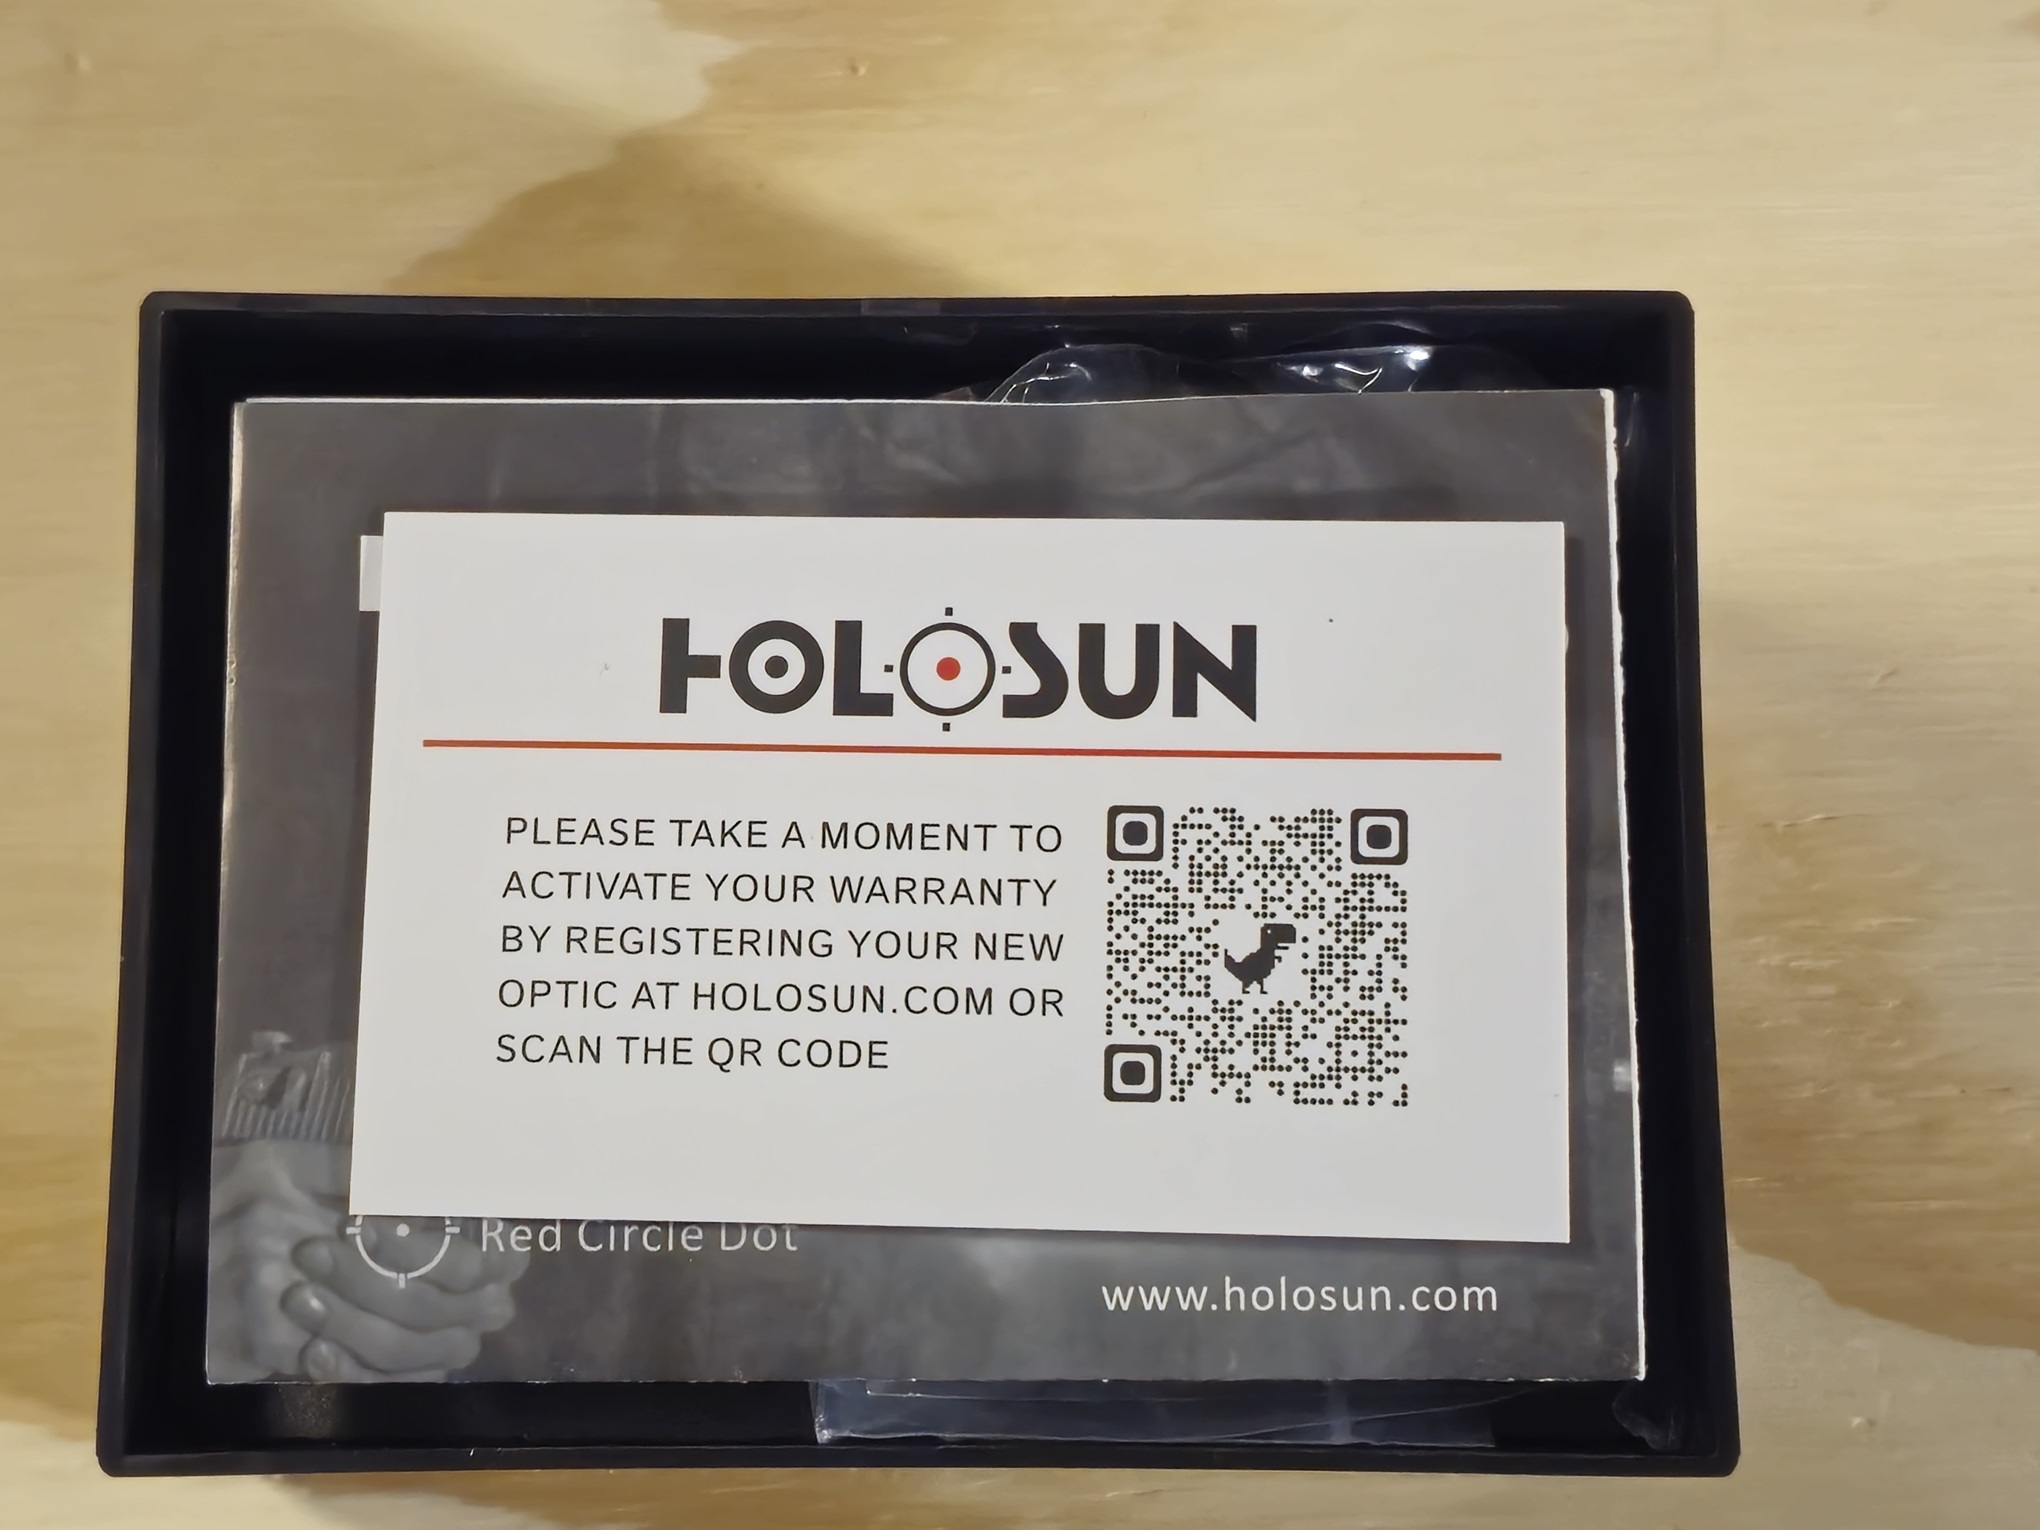 HOLOSUN
PLEASE TAKE A MOMENT TO
ACTIVATE YOUR WARRANTY
BY REGISTERING YOUR NEW
OPTIC AT HOLOSUN.COM OR
SCAN THE QR CODE
Red Circle Dot
www.holosun.com